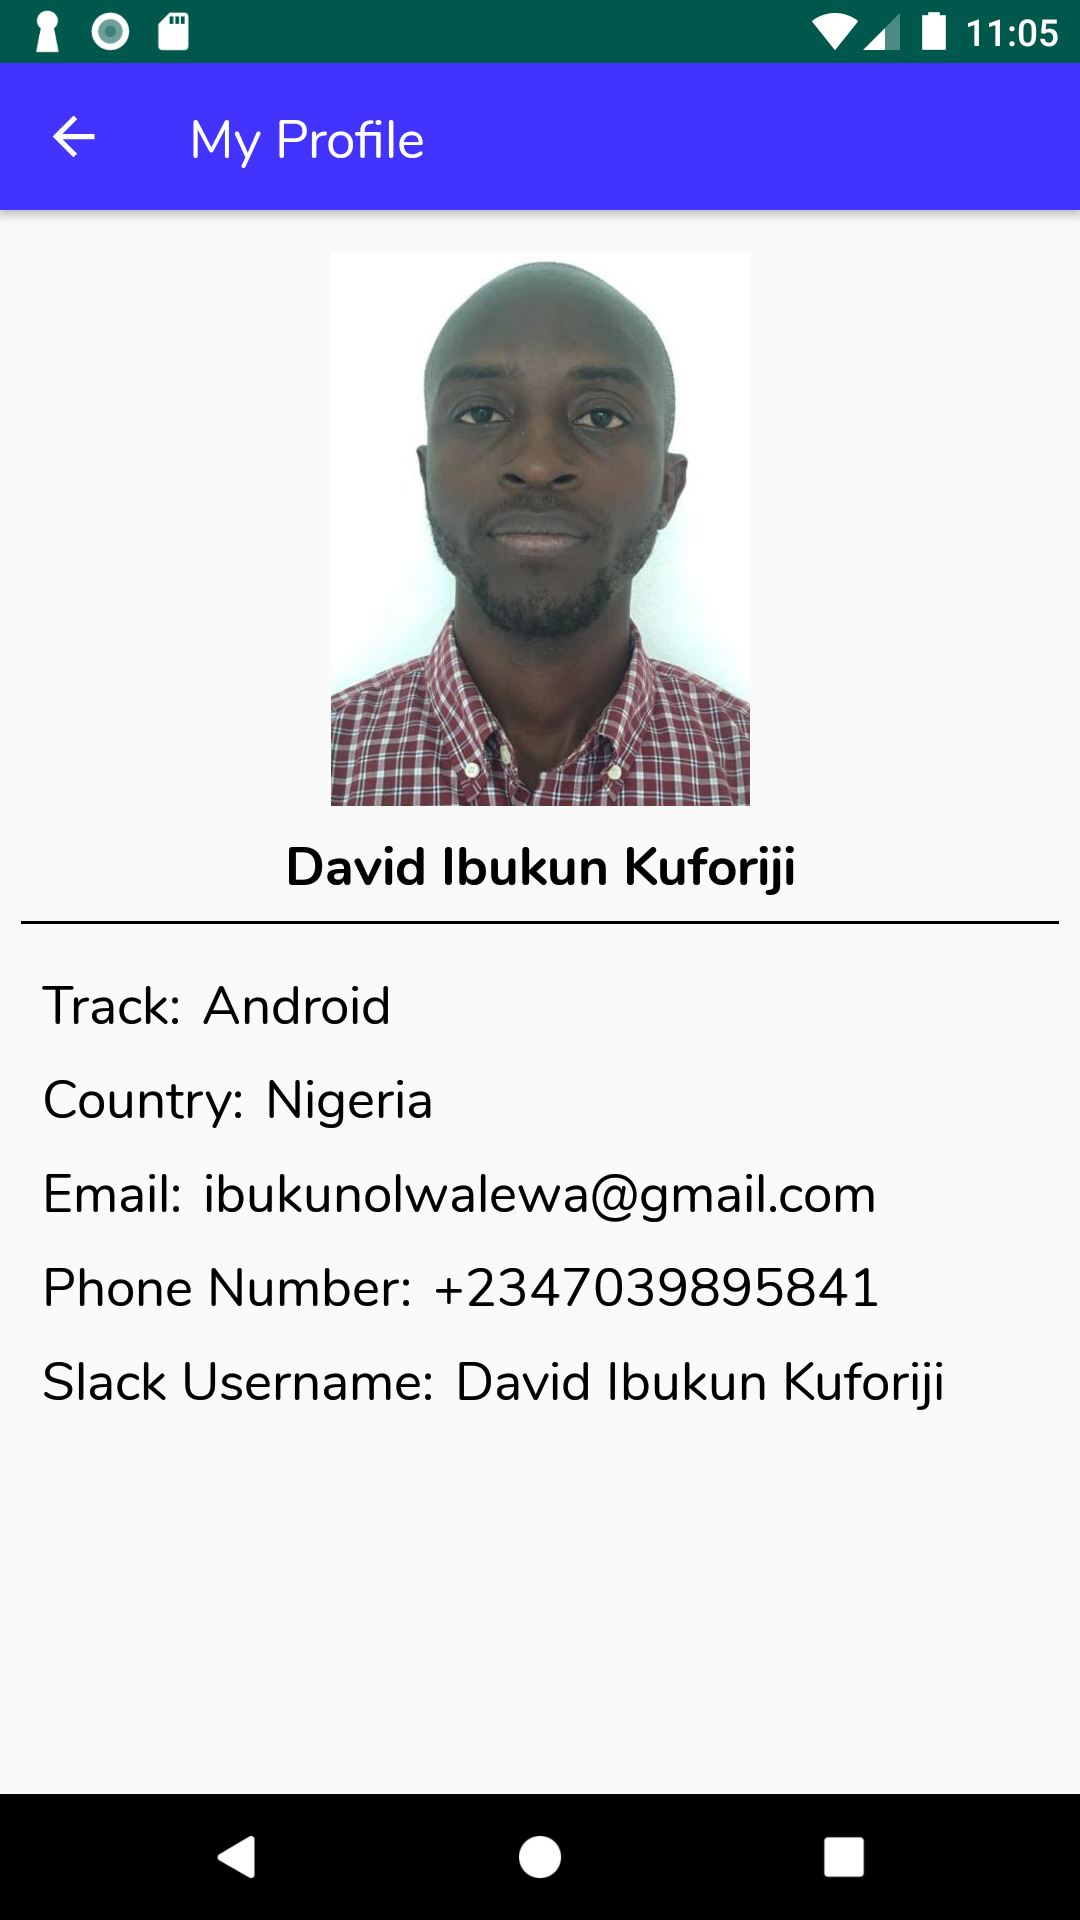 11:05
My Profile
David Ibukun Kuforiji
Track: Android
Country: Nigeria
Email: ibukunolwalewa@gmail.com
Phone Number: +2347039895841
Slack Username: David Ibukun Kuforiji